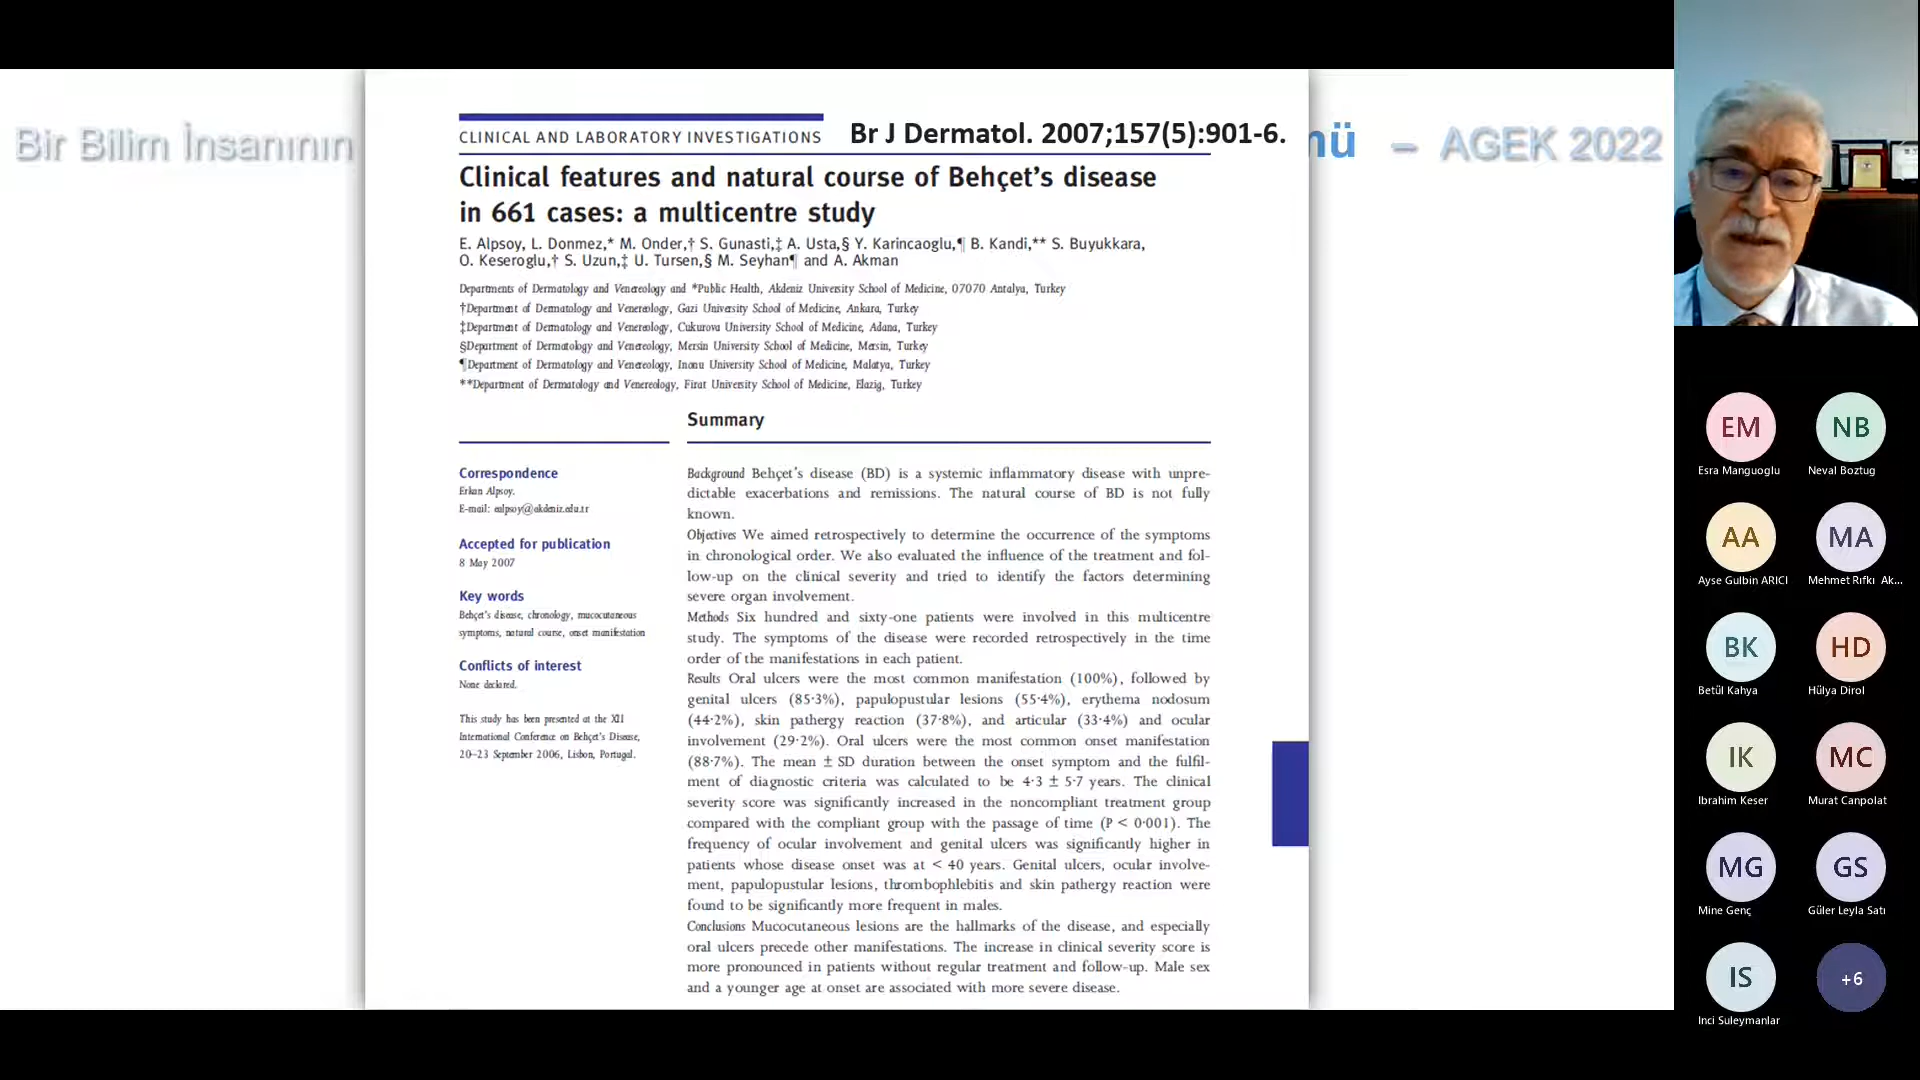 Bir Bilim İnsanının
nü – AGEK 2022
CLINICAL AND LABORATORY INVESTIGATIONS
Br J Dermatol. 2007;157(5):901-6.
Clinical features and natural course of Behçet's disease
in 661 cases: a multicentre study
E. Alpsoy, L. Donmez,* M. Onder,† S. Gunasti,‡ A. Usta,§ Y. Karincaoglu,¶ B. Kandi,** S. Buyukkara,
O. Keseroglu,† S. Uzun,‡ U. Tursen,§ M. Seyhan¶ and A. Akman
Departments of Dermatology and Venereology and *Public Health, Akdeniz University School of Medicine, 07070 Antalya, Turkey
†Department of Dermatology and Venereology, Gazi University School of Medicine, Ankara, Turkey
‡Department of Dermatology and Venereology, Cukurova University School of Medicine, Adana, Turkey
§Department of Dermatology and Venereology, Mersin University School of Medicine, Mersin, Turkey
¶Department of Dermatology and Venereology, Inonu University School of Medicine, Malatya, Turkey
**Department of Dermatology and Venereology, Firat University School of Medicine, Elazig, Turkey
Correspondence
Erkan Alpsoy.
E-mail: ealpsoy@akdeniz.edu.tr
Accepted for publication
8 May 2007
Key words
Behçet's disease, chronology, mucocutaneous
symptoms, natural course, onset manifestation
Conflicts of interest
None declared.
This study has been presented at the XII
International Conference on Behçet's Disease,
20–23 September 2006, Lisbon, Portugal.
Summary
Background Behçet's disease (BD) is a systemic inflammatory disease with unpre-
dictable exacerbations and remissions. The natural course of BD is not fully
known.
Objectives We aimed retrospectively to determine the occurrence of the symptoms
in chronological order. We also evaluated the influence of the treatment and fol-
low-up on the clinical severity and tried to identify the factors determining
severe organ involvement.
Methods Six hundred and sixty-one patients were involved in this multicentre
study. The symptoms of the disease were recorded retrospectively in the time
order of the manifestations in each patient.
Results Oral ulcers were the most common manifestation (100%), followed by
genital ulcers (85·3%), papulopustular lesions (55·4%), erythema nodosum
(44·2%), skin pathergy reaction (37·8%), and articular (33·4%) and ocular
involvement (29·2%). Oral ulcers were the most common onset manifestation
(88·7%). The mean ± SD duration between the onset symptom and the fulfil-
ment of diagnostic criteria was calculated to be 4·3 ± 5·7 years. The clinical
severity score was significantly increased in the noncompliant treatment group
compared with the compliant group with the passage of time (P < 0·001). The
frequency of ocular involvement and genital ulcers was significantly higher in
patients whose disease onset was at < 40 years. Genital ulcers, ocular involve-
ment, papulopustular lesions, thrombophlebitis and skin pathergy reaction were
found to be significantly more frequent in males.
Conclusions Mucocutaneous lesions are the hallmarks of the disease, and especially
oral ulcers precede other manifestations. The increase in clinical severity score is
more pronounced in patients without regular treatment and follow-up. Male sex
and a younger age at onset are associated with more severe disease.
EM NB
Esra Manguoglu Neval Boztug
AA MA
Ayse Gulbin ARICI Mehmet Rıfkı Ak...
BK HD
Betül Kahya Hülya Dirol
IK MC
Ibrahim Keser Murat Canpolat
MG GS
Mine Genç Güler Leyla Satı
IS +6
Inci Suleymanlar